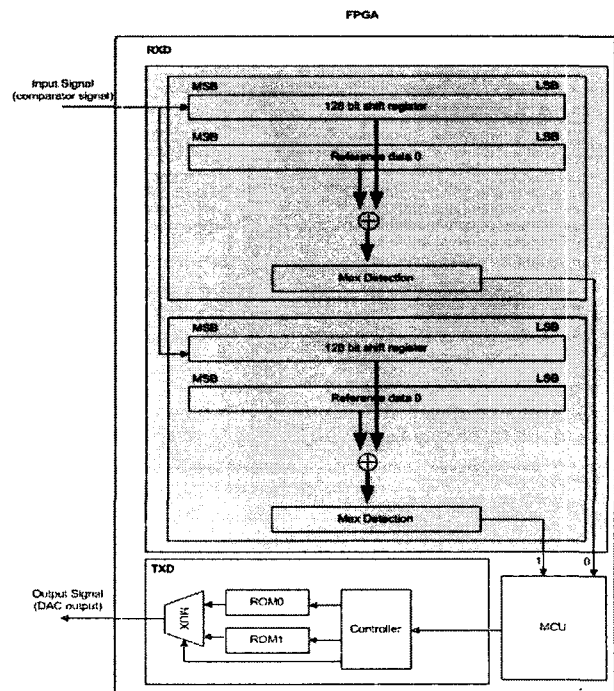 FPGA
RXD
Input Signal
(comparator signal)
MSB LSB
128 bit shift register
MSB LSB
Reference data 0
Max Detection
MSB LSB
128 bit shift register
MSB LSB
Reference data 0
Max Detection
1 0
TXD
Output Signal
(DAC output)
MUX
ROM0
ROM1
Controller
MCU